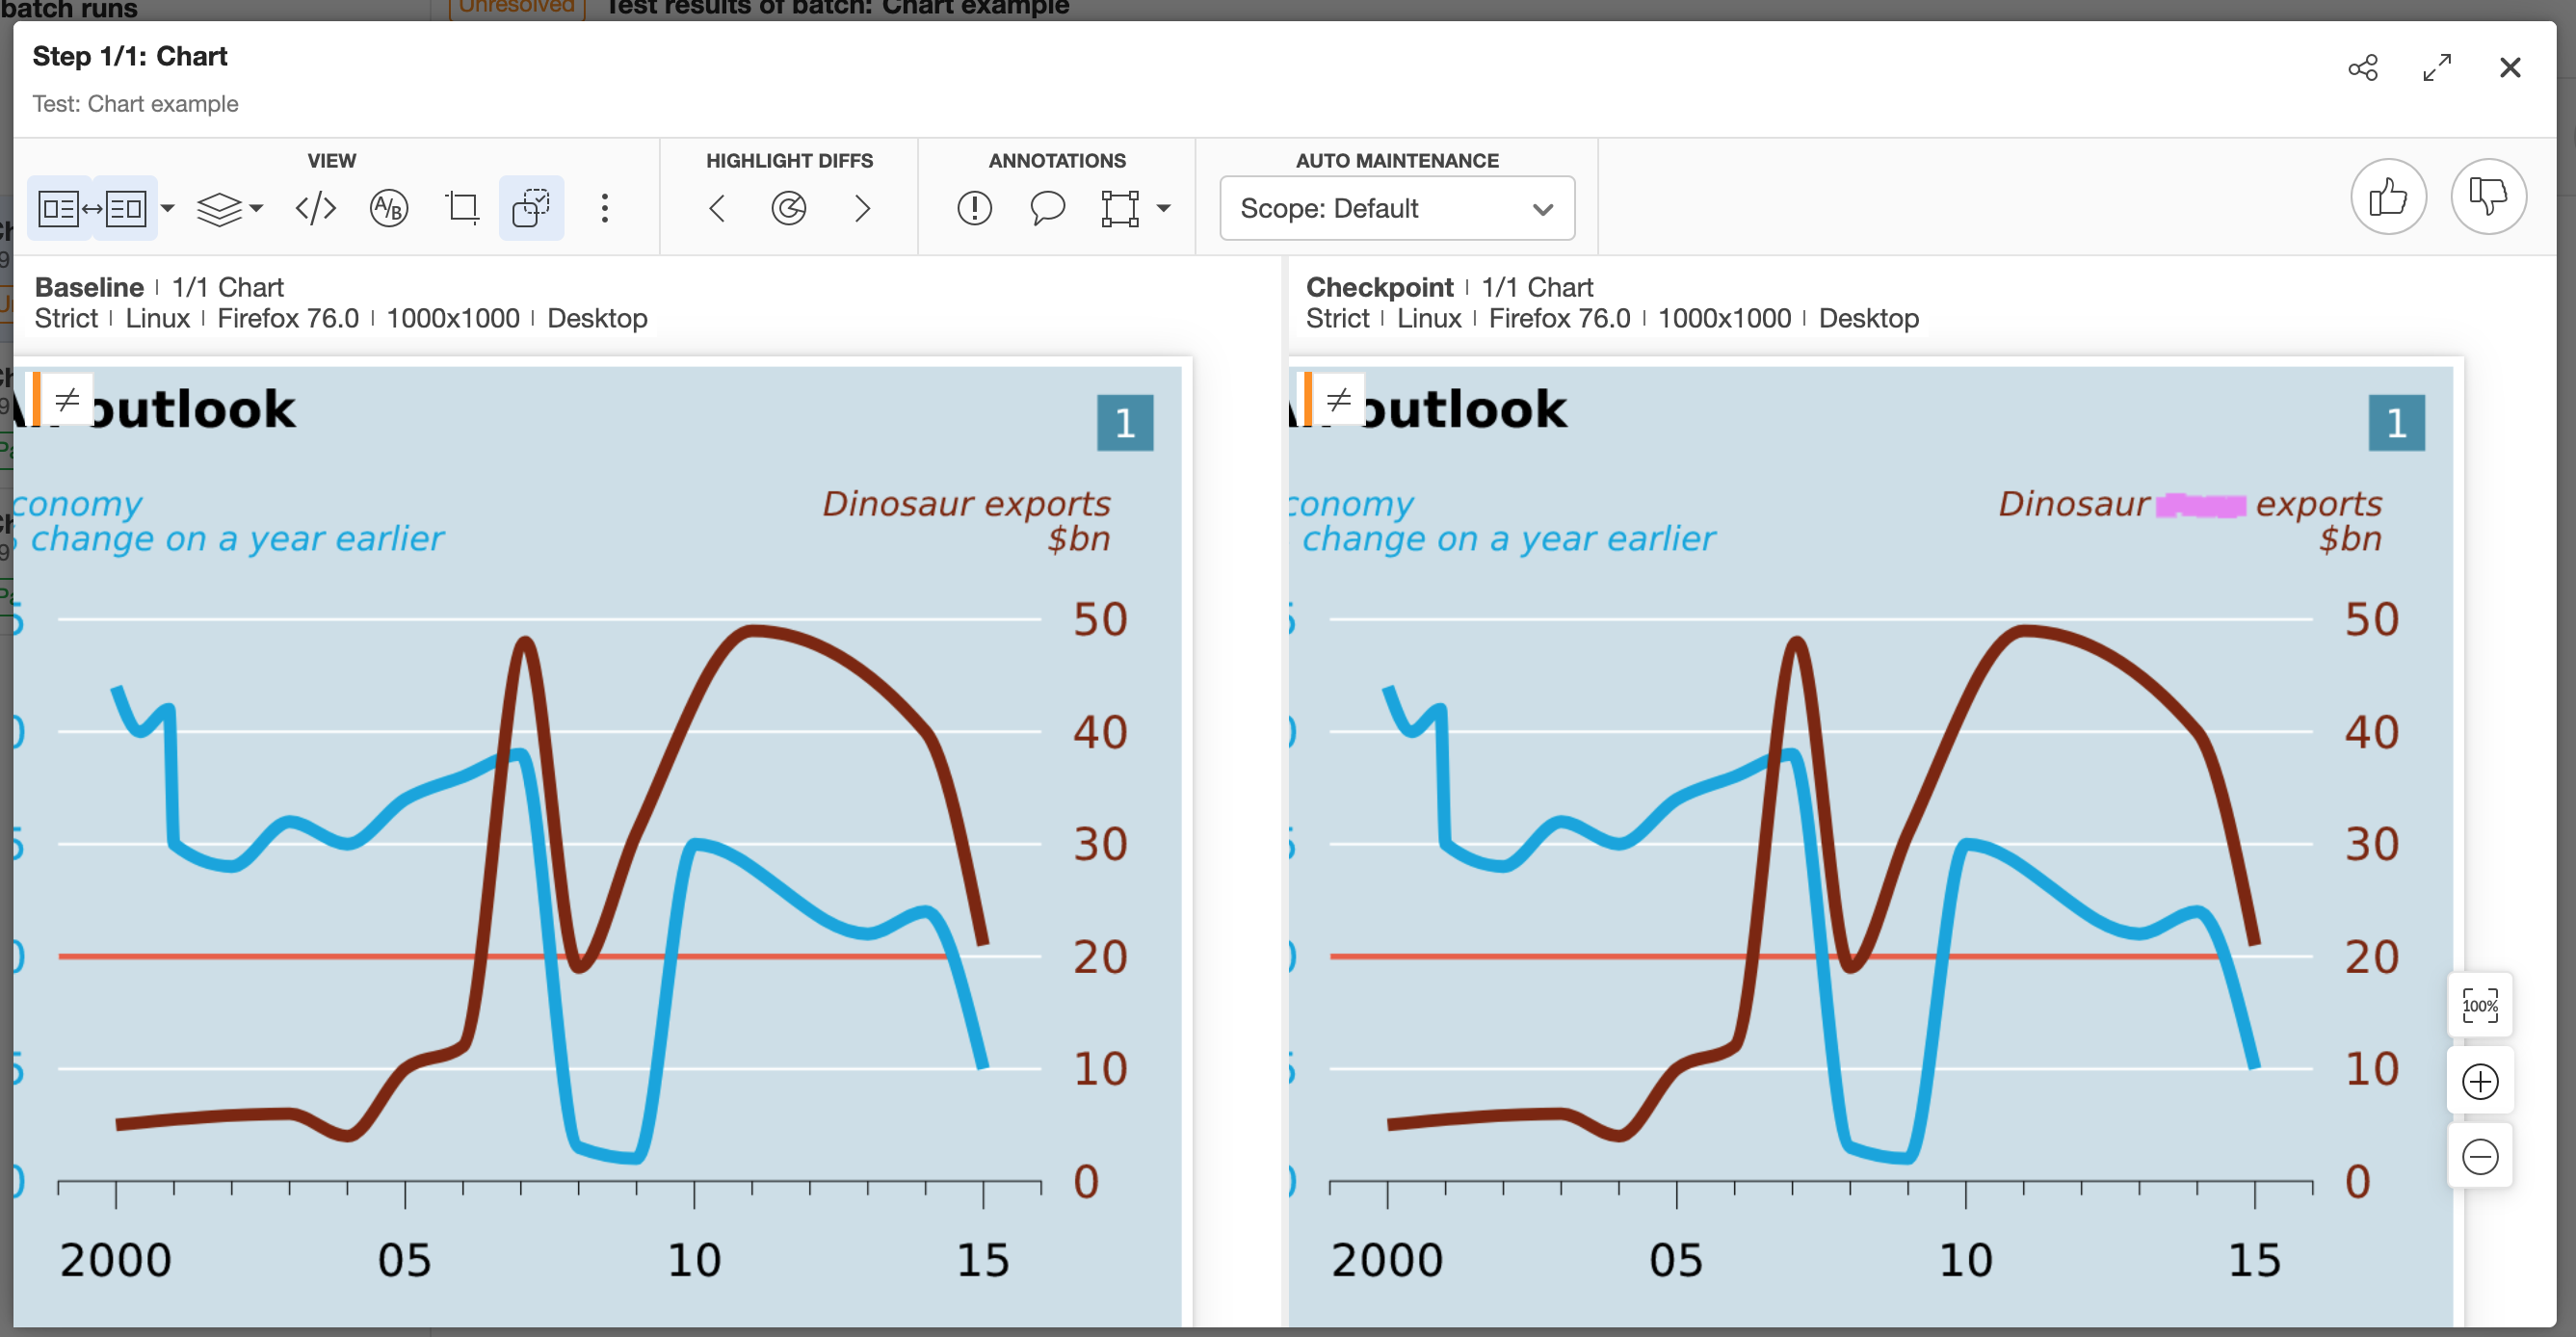 batch runs
Unresolved Test results of batch: Chart example
Step 1/1: Chart
Test: Chart example
VIEW
HIGHLIGHT DIFFS
ANNOTATIONS
AUTO MAINTENANCE
A/B
Scope: Default
Baseline | 1/1 Chart
Strict | Linux | Firefox 76.0 | 1000x1000 | Desktop
≠ outlook
1
conomy
change on a year earlier
Dinosaur exports
$bn
50
40
30
20
10
0
2000 05 10 15
Checkpoint | 1/1 Chart
Strict | Linux | Firefox 76.0 | 1000x1000 | Desktop
≠ outlook
1
conomy
change on a year earlier
Dinosaur exports
$bn
50
40
30
20
10
0
2000 05 10 15
100%